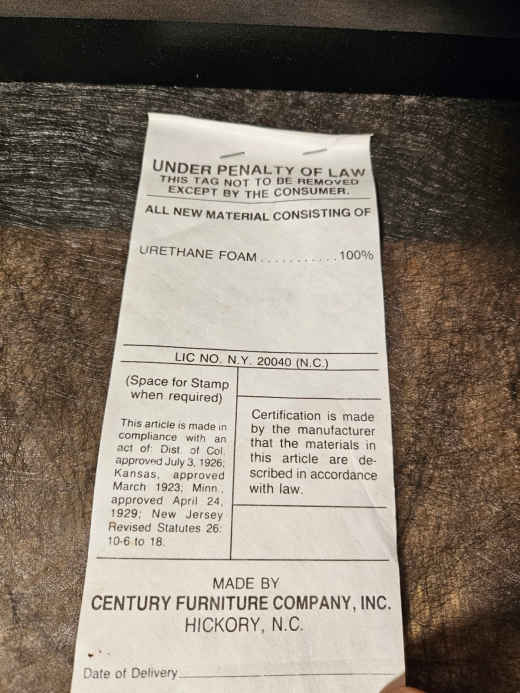 UNDER PENALTY OF LAW
THIS TAG NOT TO BE REMOVED
EXCEPT BY THE CONSUMER.
ALL NEW MATERIAL CONSISTING OF
URETHANE FOAM ........... 100%
LIC NO. N.Y. 20040 (N.C.)
(Space for Stamp
when required)
This article is made in
compliance with an
act of: Dist. of Col.
approved July 3, 1926;
Kansas, approved
March 1923; Minn.,
approved April 24,
1929; New Jersey
Revised Statutes 26:
10-6 to 18.
Certification is made
by the manufacturer
that the materials in
this article are de-
scribed in accordance
with law.
MADE BY
CENTURY FURNITURE COMPANY, INC.
HICKORY, N.C.
Date of Delivery